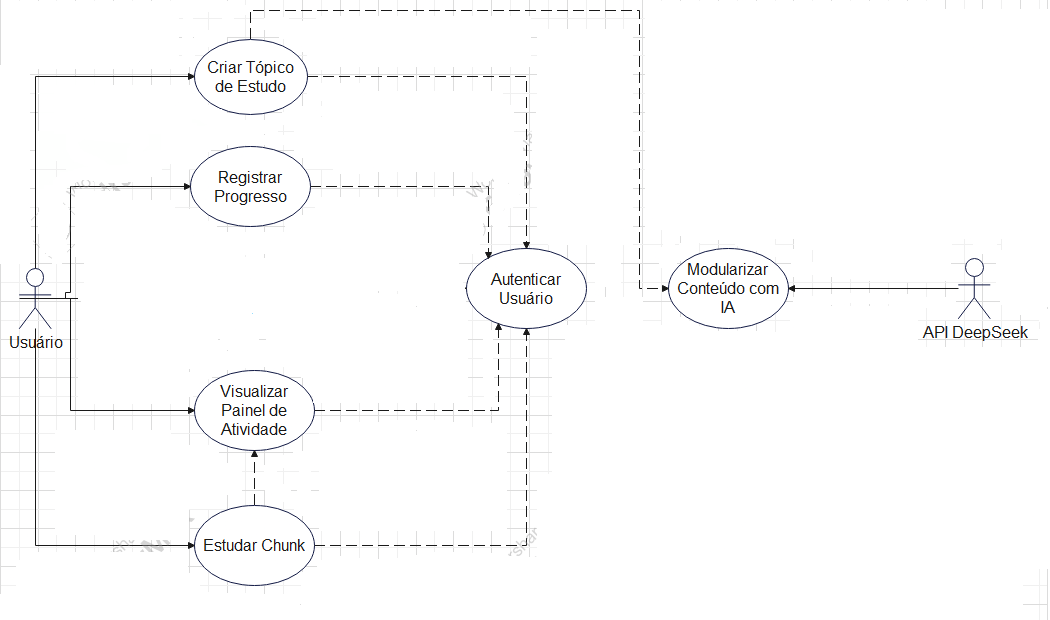 Criar Tópico
de Estudo
Registrar
Progresso
Autenticar
Usuário
Modularizar
Conteúdo com
IA
Usuário
API DeepSeek
Visualizar
Painel de
Atividade
Estudar Chunk